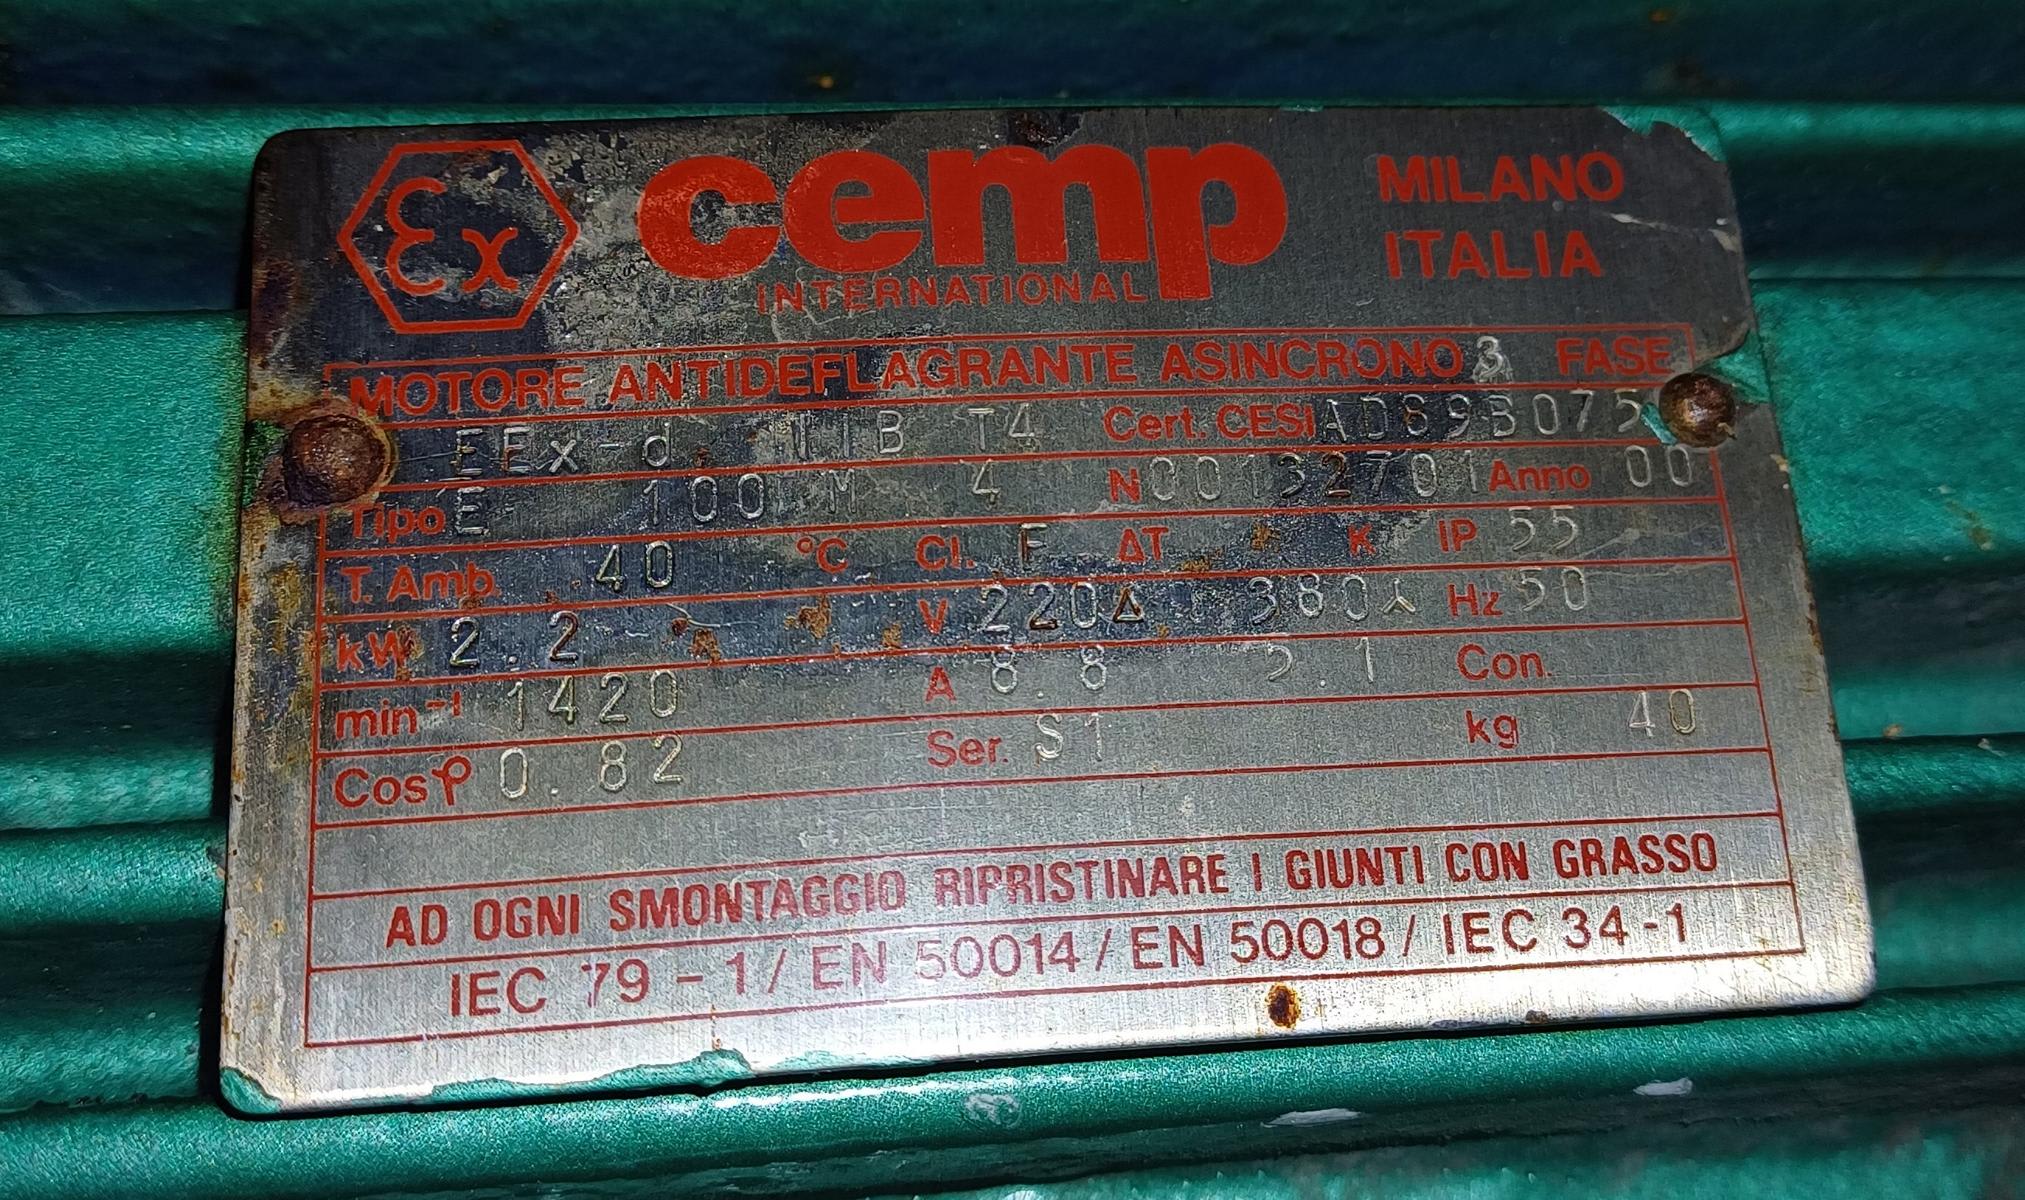 Ex cemp MILANO
INTERNATIONAL ITALIA
MOTORE ANTIDEFLAGRANTE ASINCRONO 3 FASE
EEx-d. IIB T4 Cert. CESI AD89B075
Tipo E 100 M 4 N 00132701 Anno 00
T. Amb. 40 °C Cl. F ΔT K IP 55
kW 2.2 V 220Δ 380⅄ Hz 50
min⁻¹ 1420 A 8.8 5.1 Con.
Cosφ 0.82 Ser. S1 kg 40
AD OGNI SMONTAGGIO RIPRISTINARE I GIUNTI CON GRASSO
IEC 79-1/ EN 50014/ EN 50018/ IEC 34-1